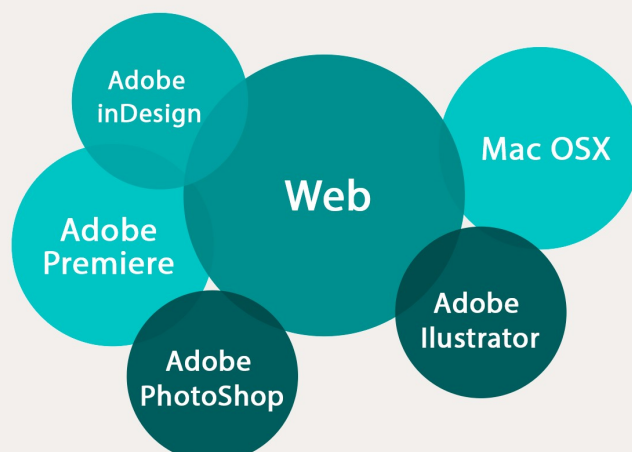 Adobe
inDesign
Web
Mac OSX
Adobe
Premiere
Adobe
Ilustrator
Adobe
PhotoShop